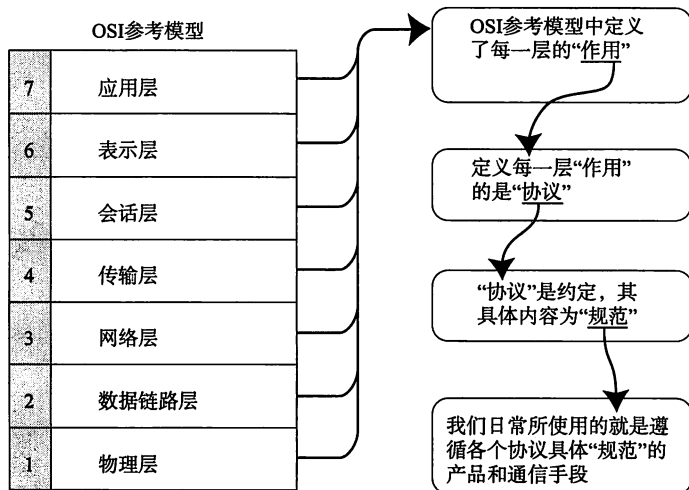 OSI参考模型
7 应用层
6 表示层
5 会话层
4 传输层
3 网络层
2 数据链路层
1 物理层
OSI参考模型中定义
了每一层的“作用”
定义每一层“作用”
的是“协议”
“协议”是约定，其
具体内容为“规范”
我们日常所使用的就是遵
循各个协议具体“规范”的
产品和通信手段